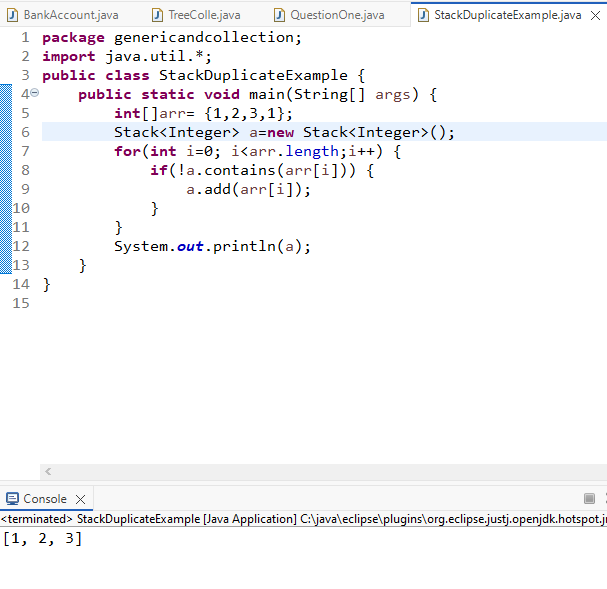 BankAccount.java TreeColle.java QuestionOne.java StackDuplicateExample.java
1 package genericandcollection;
2 import java.util.*;
3 public class StackDuplicateExample {
4 public static void main(String[] args) {
5 int[]arr= {1,2,3,1};
6 Stack<Integer> a=new Stack<Integer>();
7 for(int i=0; i<arr.length;i++) {
8 if(!a.contains(arr[i])) {
9 a.add(arr[i]);
10 }
11 }
12 System.out.println(a);
13 }
14 }
15
Console
<terminated> StackDuplicateExample [Java Application] C:\java\eclipse\plugins\org.eclipse.justj.openjdk.hotspot.jr
[1, 2, 3]